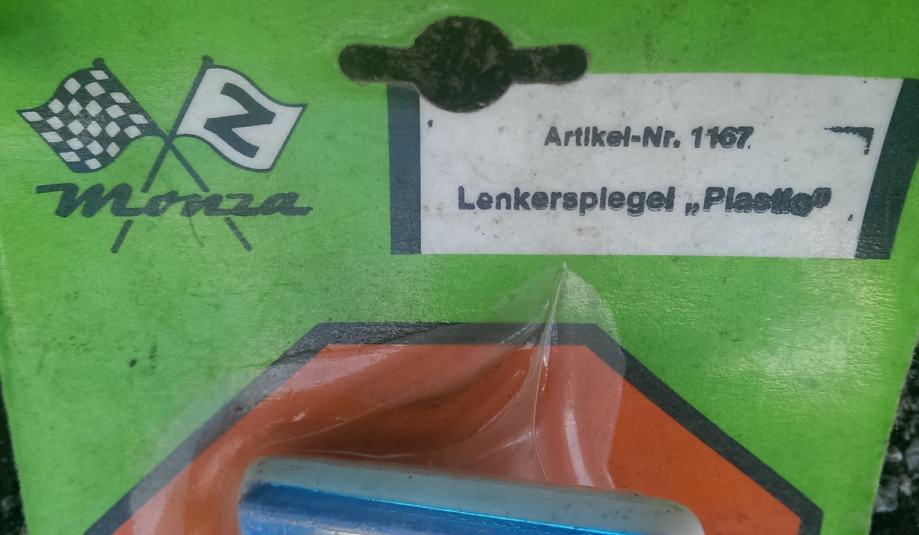 N
Monza
Artikel-Nr. 1167
Lenkerspiegel „Plastic"